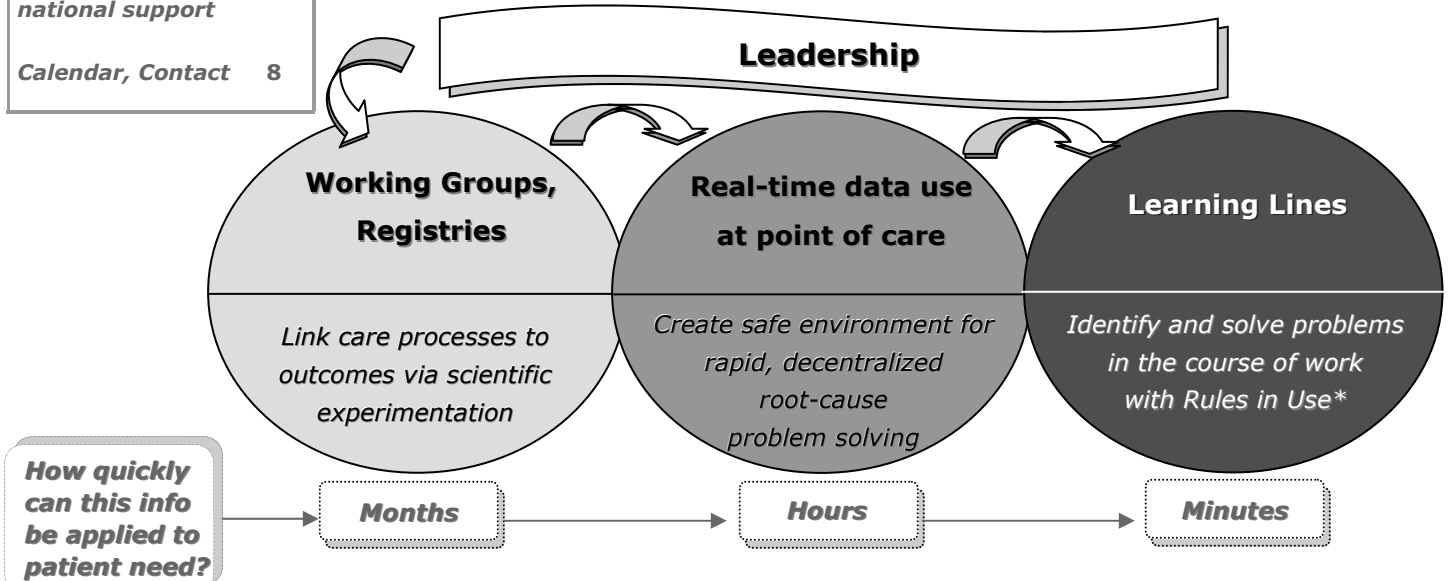 national support
Calendar, Contact 8
Leadership
Working Groups,
Registries
Link care processes to
outcomes via scientific
experimentation
Real-time data use
at point of care
Create safe environment for
rapid, decentralized
root-cause
problem solving
Learning Lines
Identify and solve problems
in the course of work
with Rules in Use*
How quickly
can this info
be applied to
patient need?
Months
Hours
Minutes